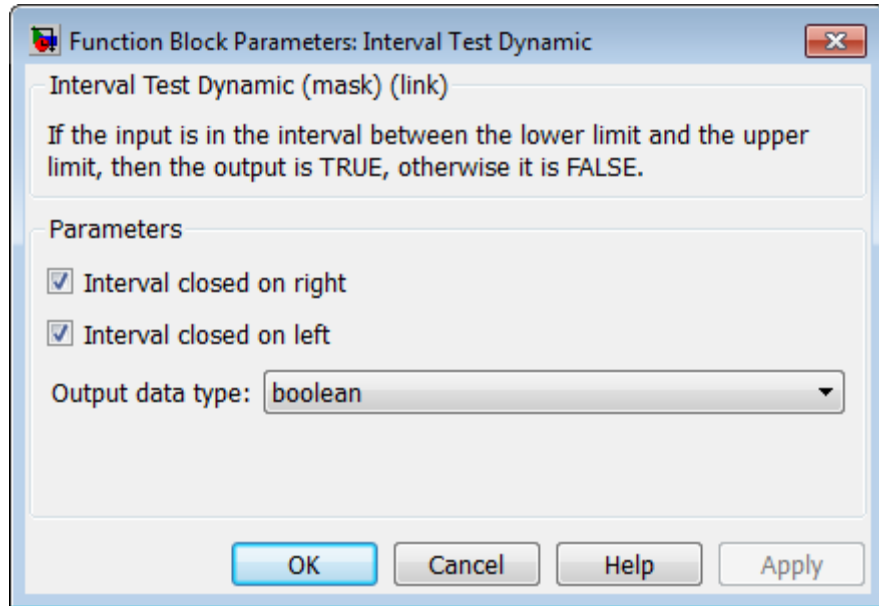 Function Block Parameters: Interval Test Dynamic
Interval Test Dynamic (mask) (link)
If the input is in the interval between the lower limit and the upper
limit, then the output is TRUE, otherwise it is FALSE.
Parameters
Interval closed on right
Interval closed on left
Output data type: boolean
OK Cancel Help Apply